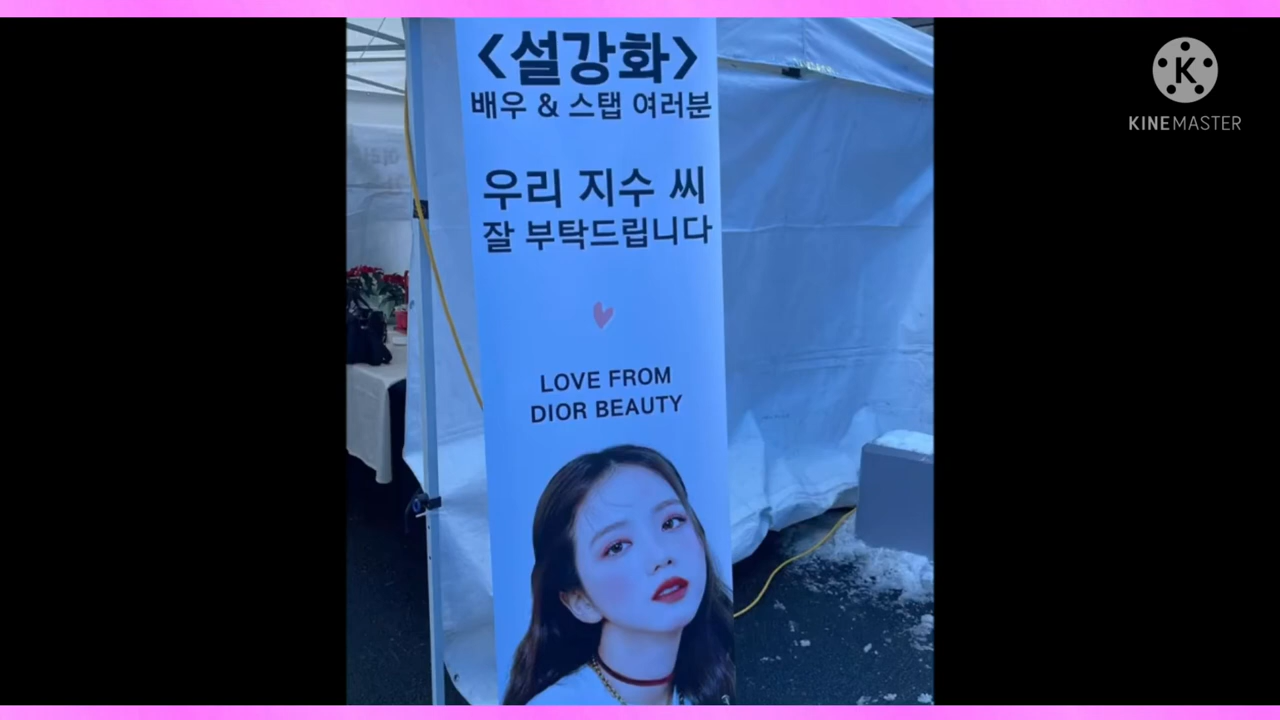 <설강화>
배우 & 스탭 여러분
우리 지수 씨
잘 부탁드립니다
LOVE FROM
DIOR BEAUTY
K
KINEMASTER